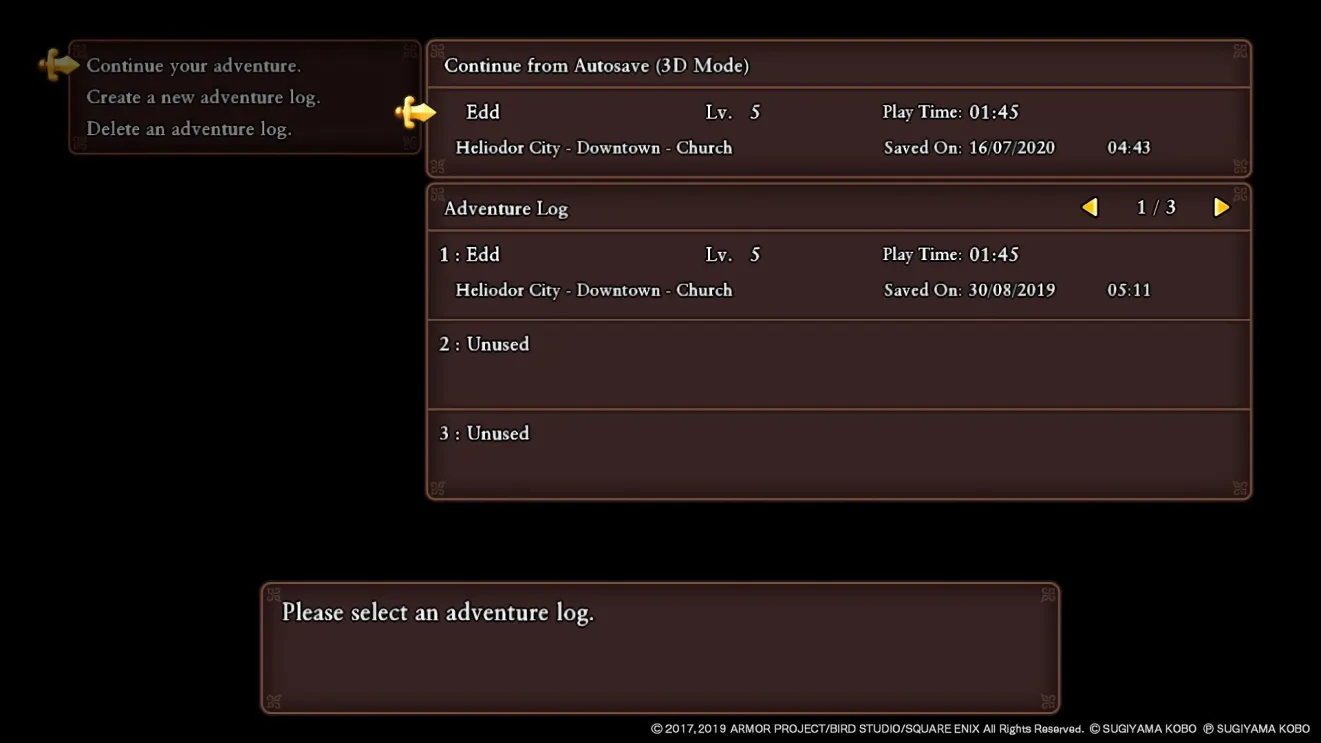 Continue your adventure.
Create a new adventure log.
Delete an adventure log.
Continue from Autosave (3D Mode)
Edd Lv. 5 Play Time: 01:45
Heliodor City - Downtown - Church Saved On: 16/07/2020 04:43
Adventure Log 1 / 3
1 : Edd Lv. 5 Play Time: 01:45
Heliodor City - Downtown - Church Saved On: 30/08/2019 05:11
2 : Unused
3 : Unused
Please select an adventure log.
© 2017, 2019 ARMOR PROJECT/BIRD STUDIO/SQUARE ENIX All Rights Reserved. © SUGIYAMA KOBO ℗ SUGIYAMA KOBO